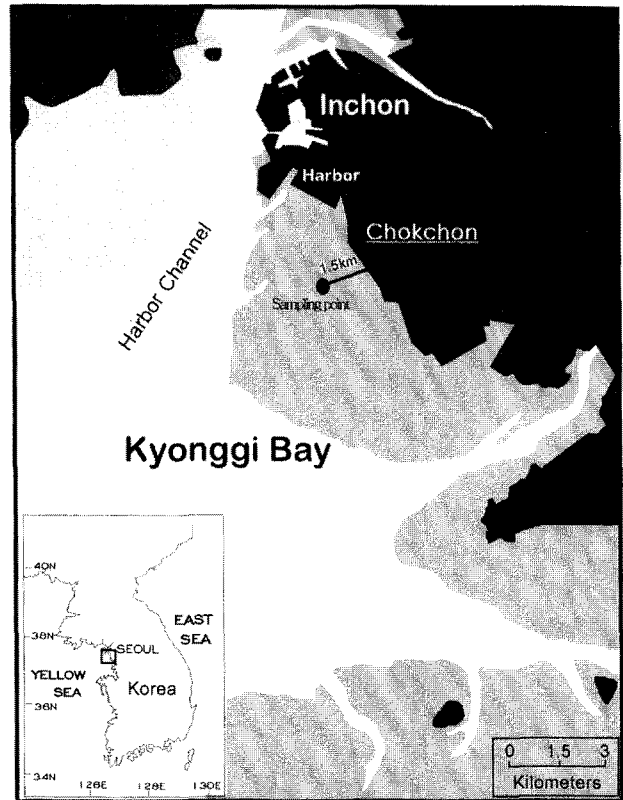 Inchon
Harbor
Chokchon
1.5km
Sampling point
Harbor Channel
Kyonggi Bay
40N
38N
36N
34N
EAST
SEA
SEOUL
YELLOW
SEA
Korea
126E
128E
130E
0 1.5 3
Kilometers